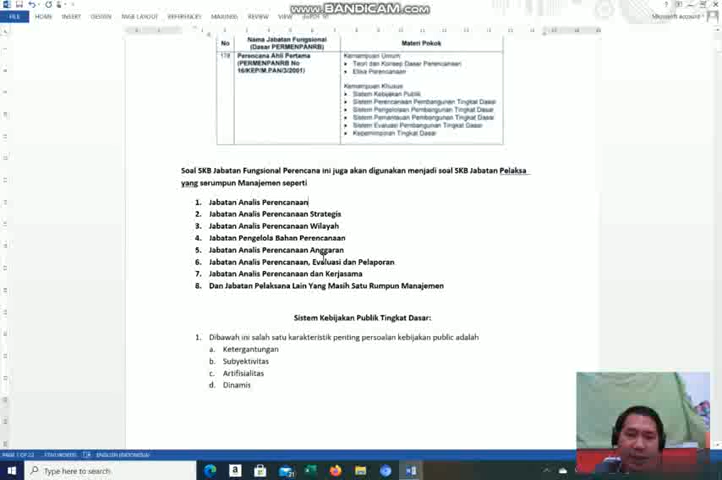 www.BANDICAM.com
FILE HOME INSERT DESIGN PAGE LAYOUT REFERENCES MAILINGS REVIEW VIEW
Microsoft account
No
Nama Jabatan Fungsional
(Dasar PERMENPANRB)
Materi Pokok
Perencana Ahli Pertama
(PERMENPANRB No
16/KEP/M.PAN/3/2001)
Kemampuan Umum:
• Teori dan Konsep Dasar Perencanaan
• Etika Perencanaan
Kemampuan Khusus
• Sistem Kebijakan Publik
• Sistem Perencanaan Pembangunan Tingkat Dasar
• Sistem Pengelolaan Pembangunan Tingkat Dasar
• Sistem Pemantauan Pembangunan Tingkat Dasar
• Sistem Evaluasi Pembangunan Tingkat Dasar
• Kepemimpinan Tingkat Dasar
Soal SKB Jabatan Fungsional Perencana ini juga akan digunakan menjadi soal SKB Jabatan Pelaksa
yang serumpun Manajemen seperti
1. Jabatan Analis Perencanaan
2. Jabatan Analis Perencanaan Strategis
3. Jabatan Analis Perencanaan Wilayah
4. Jabatan Pengelola Bahan Perencanaan
5. Jabatan Analis Perencanaan Anggaran
6. Jabatan Analis Perencanaan, Evaluasi dan Pelaporan
7. Jabatan Analis Perencanaan dan Kerjasama
8. Dan Jabatan Pelaksana Lain Yang Masih Satu Rumpun Manajemen
Sistem Kebijakan Publik Tingkat Dasar:
1. Dibawah ini salah satu karakteristik penting persoalan kebijakan public adalah
a. Ketergantungan
b. Subyektivitas
c. Artifisialitas
d. Dinamis
PAGE 1 OF 22
ENGLISH (INDONESIA)
Type here to search